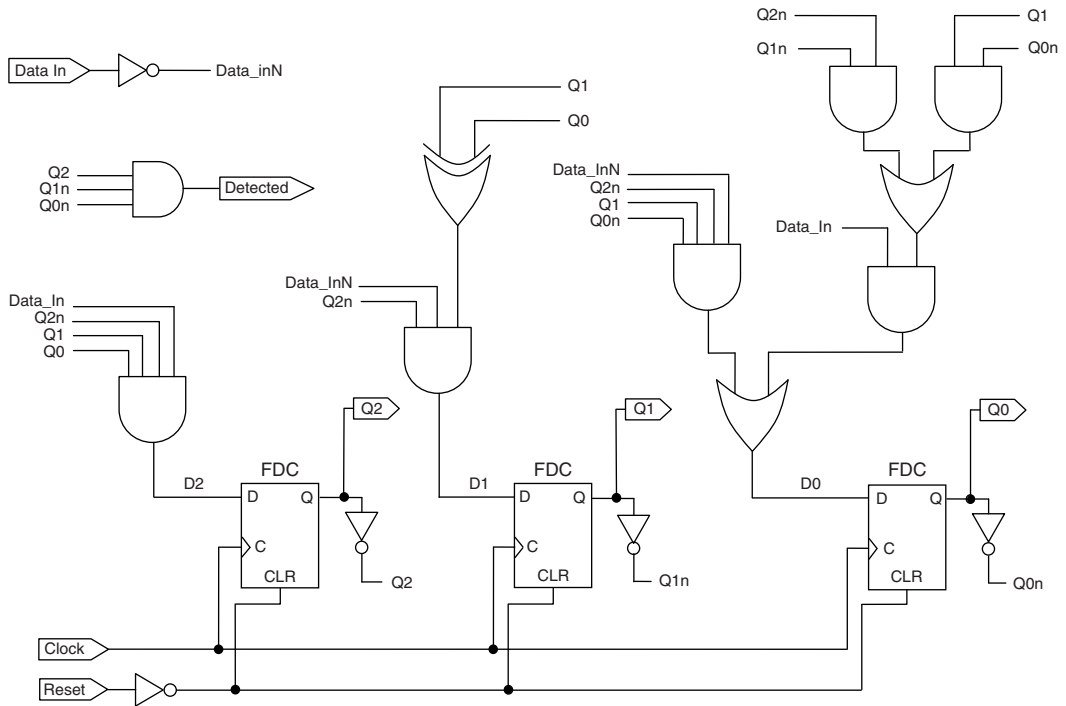 Q2n
Q1
Q1n
Q0n
Data In
Data_inN
Q1
Q0
Q2
Q1n
Q0n
Detected
Data_InN
Q2n
Q1
Q0n
Data_In
Data_InN
Q2n
Data_In
Q2n
Q1
Q0
Q2
Q1
Q0
FDC
FDC
FDC
D2
D
Q
D1
D
Q
D0
D
Q
C
C
C
CLR
Q2
CLR
Q1n
CLR
Q0n
Clock
Reset